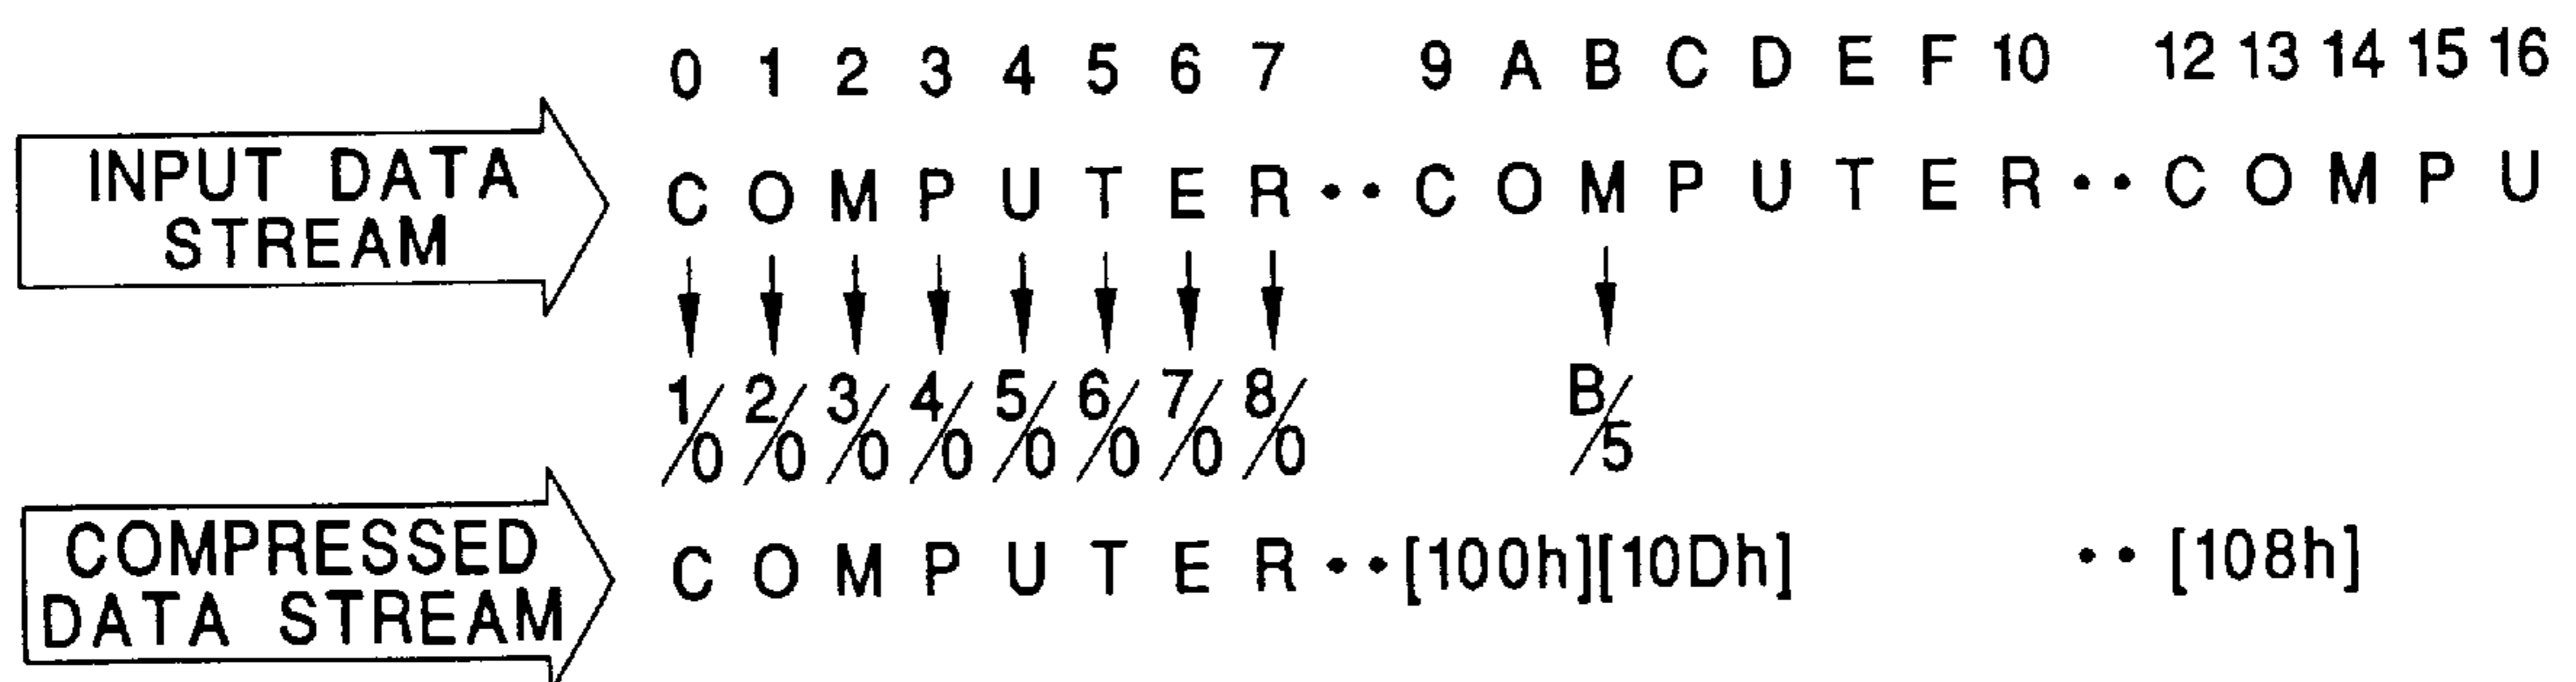 0 1 2 3 4 5 6 7 9 A B C D E F 10 12 13 14 15 16
INPUT DATA STREAM
C O M P U T E R •• C O M P U T E R •• C O M P U
1/0 2/0 3/0 4/0 5/0 6/0 7/0 8/0 B/5
COMPRESSED DATA STREAM
C O M P U T E R •• [100h][10Dh] •• [108h]